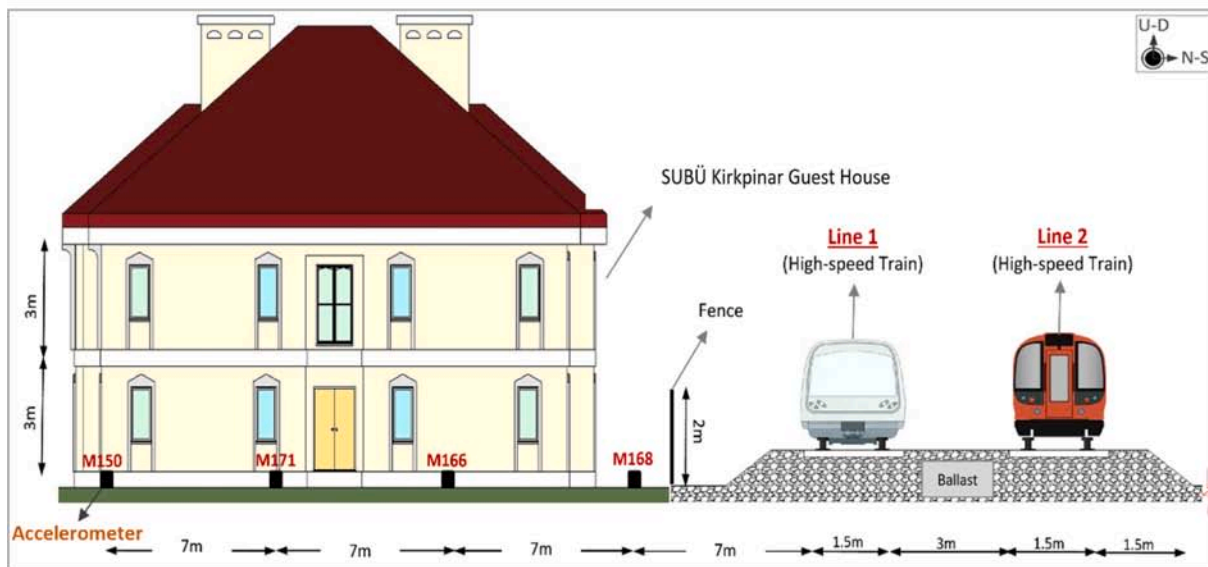 U-D
N-S
SUBÜ Kirkpinar Guest House
Line 1
(High-speed Train)
Line 2
(High-speed Train)
Fence
3m
3m
2m
M150
M171
M166
M168
Ballast
Accelerometer
7m
7m
7m
7m
1.5m
3m
1.5m
1.5m